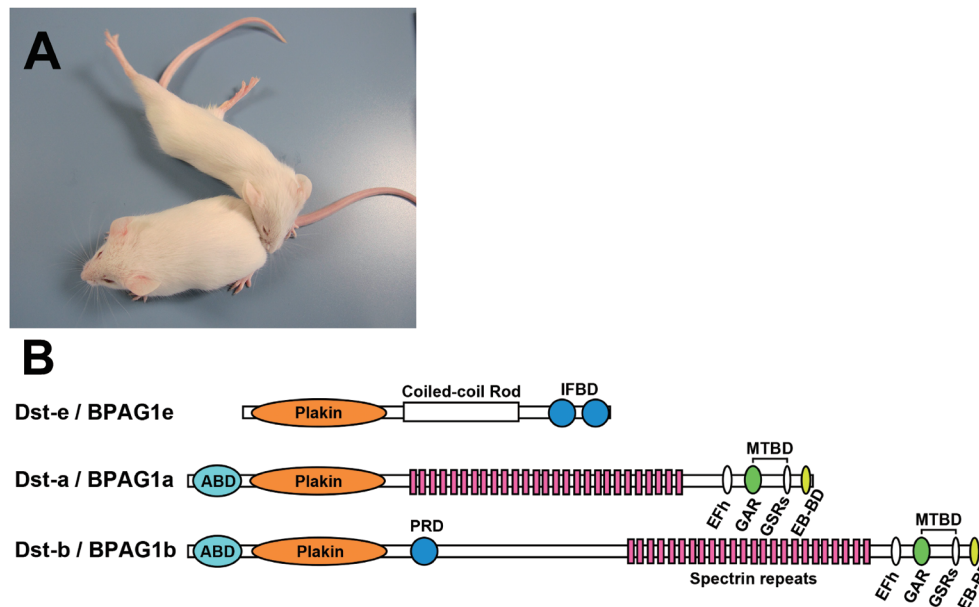 A
B
Dst-e / BPAG1e
Plakin
Coiled-coil Rod
IFBD
Dst-a / BPAG1a
ABD
Plakin
MTBD
EFh
GAR
GSRs
EB-BD
Dst-b / BPAG1b
ABD
Plakin
PRD
Spectrin repeats
MTBD
EFh
GAR
GSRs